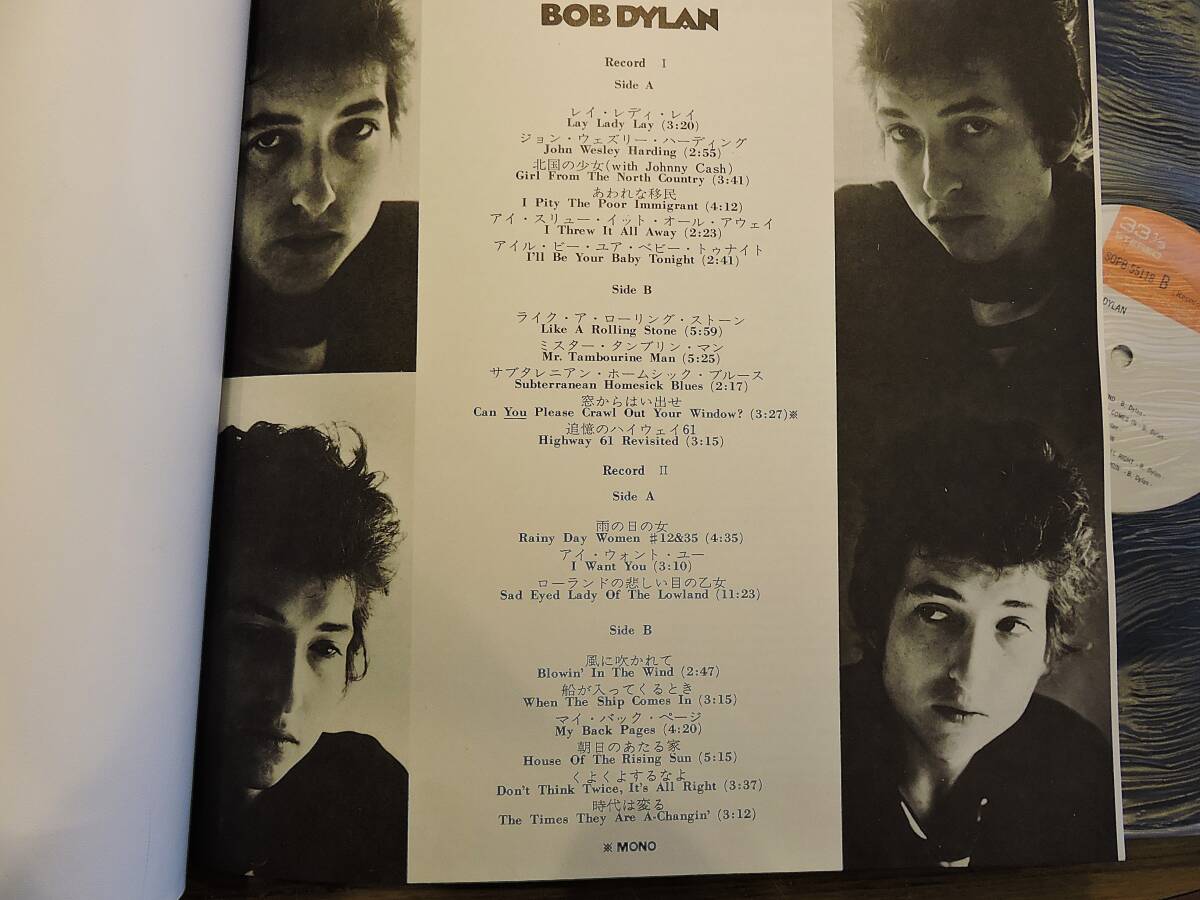 BOB DYLAN
Record I
Side A
レイ・レディ・レイ
Lay Lady Lay (3:20)
ジョン・ウェズリー・ハーディング
John Wesley Harding (2:55)
北国の少女(with Johnny Cash)
Girl From The North Country (3:41)
あわれな移民
I Pity The Poor Immigrant (4:12)
アイ・スリュー・イット・オール・アウェイ
I Threw It All Away (2:23)
アイル・ビー・ユア・ベビー・トゥナイト
I'll Be Your Baby Tonight (2:41)
Side B
ライク・ア・ローリング・ストーン
Like A Rolling Stone (5:59)
ミスター・タンブリン・マン
Mr. Tambourine Man (5:25)
サブタレニアン・ホームシック・ブルース
Subterranean Homesick Blues (2:17)
窓からはい出せ
Can You Please Crawl Out Your Window? (3:27)※
追憶のハイウェイ61
Highway 61 Revisited (3:15)
Record II
Side A
雨の日の女
Rainy Day Women ♯12&35 (4:35)
アイ・ウォント・ユー
I Want You (3:10)
ローランドの悲しい目の乙女
Sad Eyed Lady Of The Lowland (11:23)
Side B
風に吹かれて
Blowin' In The Wind (2:47)
船が入ってくるとき
When The Ship Comes In (3:15)
マイ・バック・ページ
My Back Pages (4:20)
朝日のあたる家
House Of The Rising Sun (5:15)
くよくよするなよ
Don't Think Twice, It's All Right (3:37)
時代は変る
The Times They Are A-Changin' (3:12)
※ MONO
33⅓
STEREO
SOPB 55118 B
DYLAN
B. Dylan
COMES IN - B. Dylan-
RIGHT - B. Dylan
- B. Dylan-